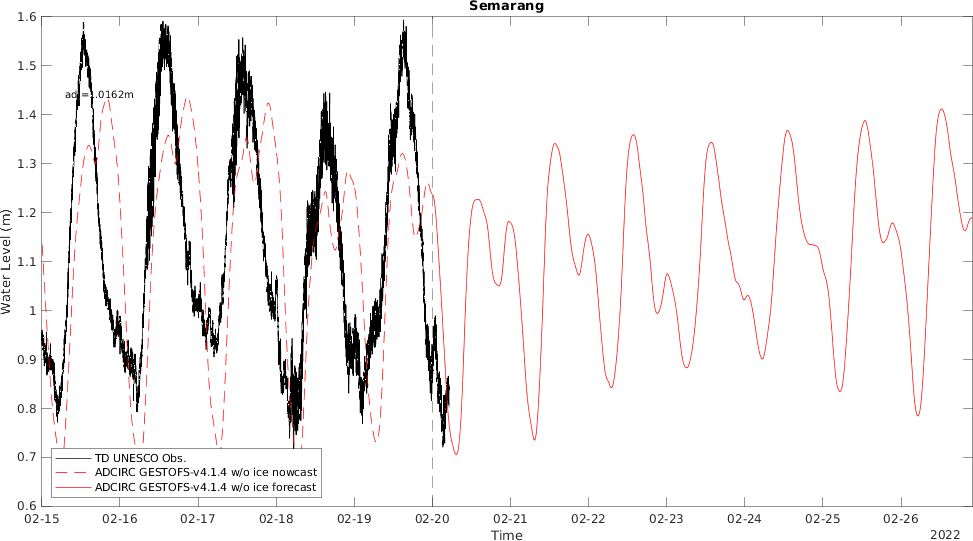 Semarang
Water Level (m)
1.6
1.5
1.4
1.3
1.2
1.1
1
0.9
0.8
0.7
0.6
=1.0162m
TD UNESCO Obs.
ADCIRC GESTOFS-v4.1.4 w/o ice nowcast
ADCIRC GESTOFS-v4.1.4 w/o ice forecast
02-15 02-16 02-17 02-18 02-19 02-20 02-21 02-22 02-23 02-24 02-25 02-26
Time
2022